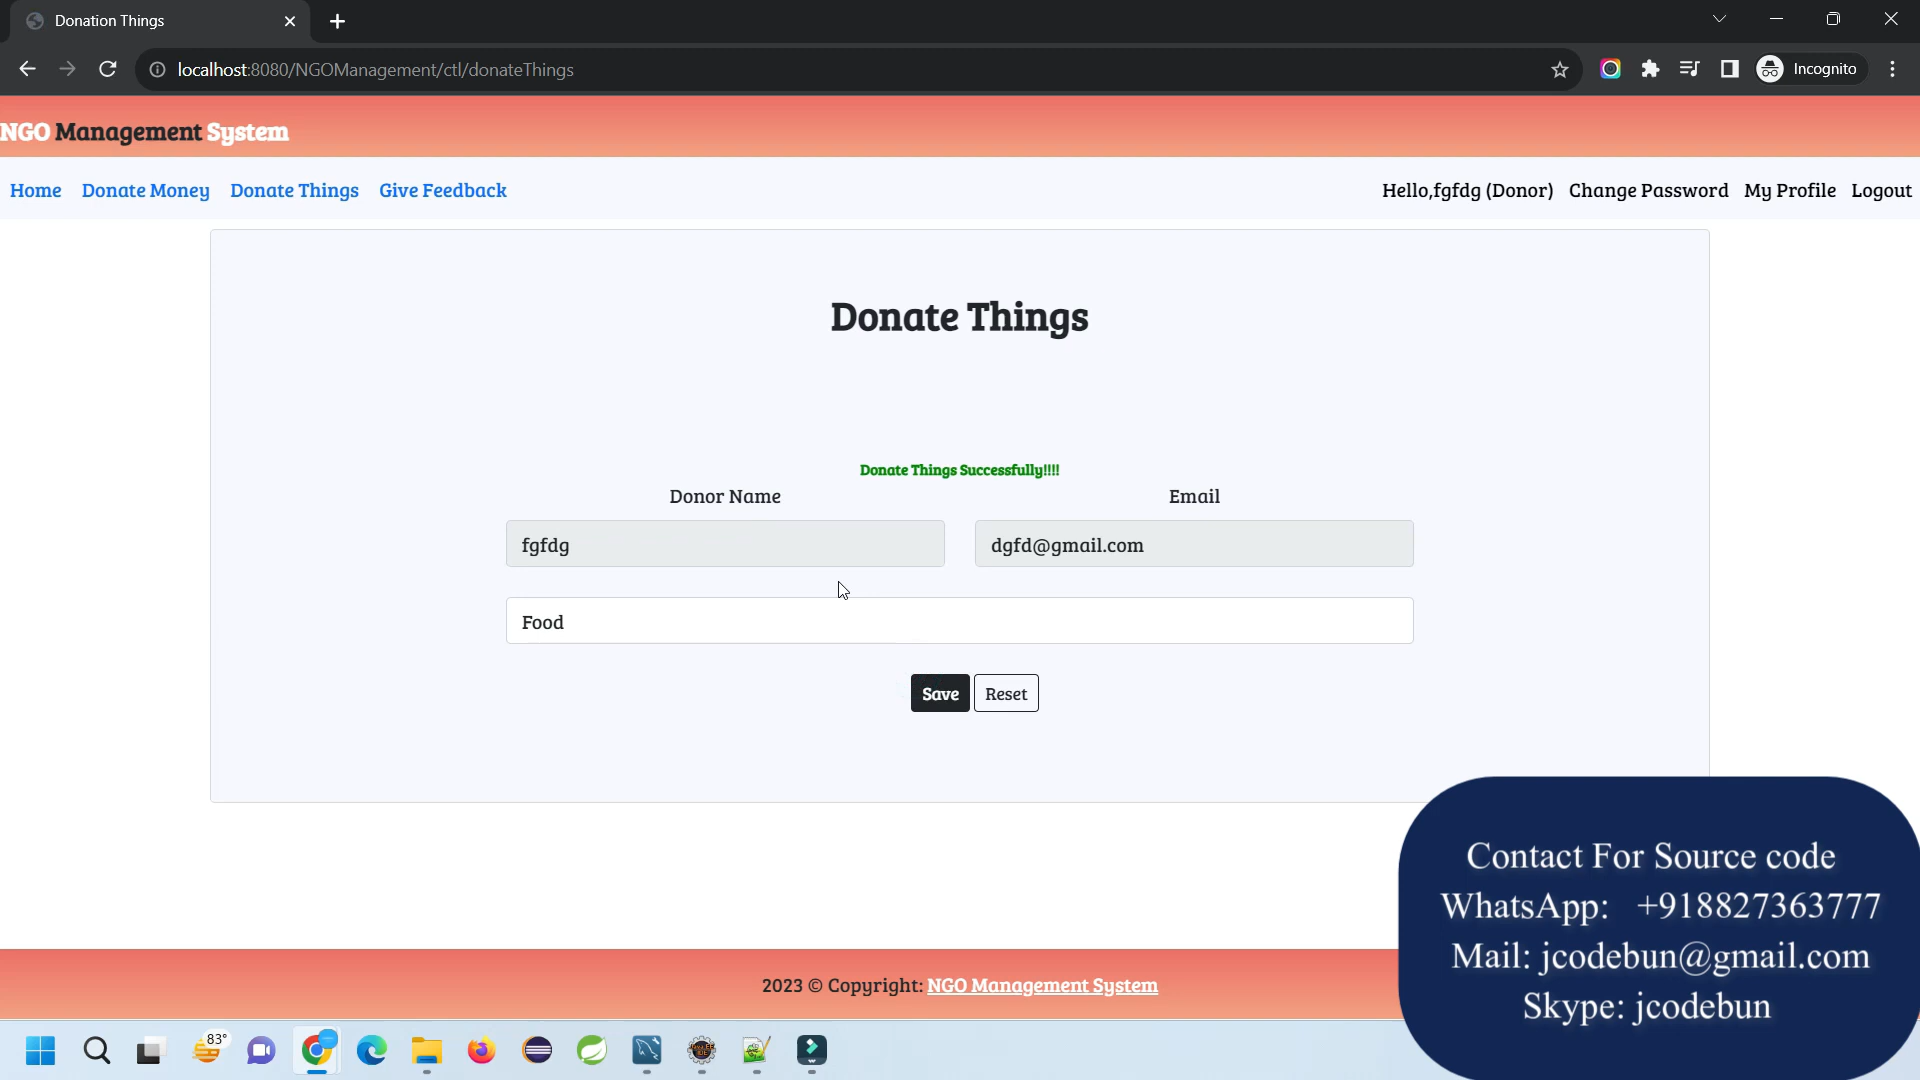 Donation Things
localhost:8080/NGOManagement/ctl/donateThings
Incognito
NGO Management System
Home Donate Money Donate Things Give Feedback
Hello,fgfdg (Donor) Change Password My Profile Logout
Donate Things
Donate Things Successfully!!!!
Donor Name Email
fgfdg dgfd@gmail.com
Food
Save Reset
Contact For Source code
WhatsApp: +918827363777
Mail: jcodebun@gmail.com
Skype: jcodebun
2023 © Copyright: NGO Management System
83°